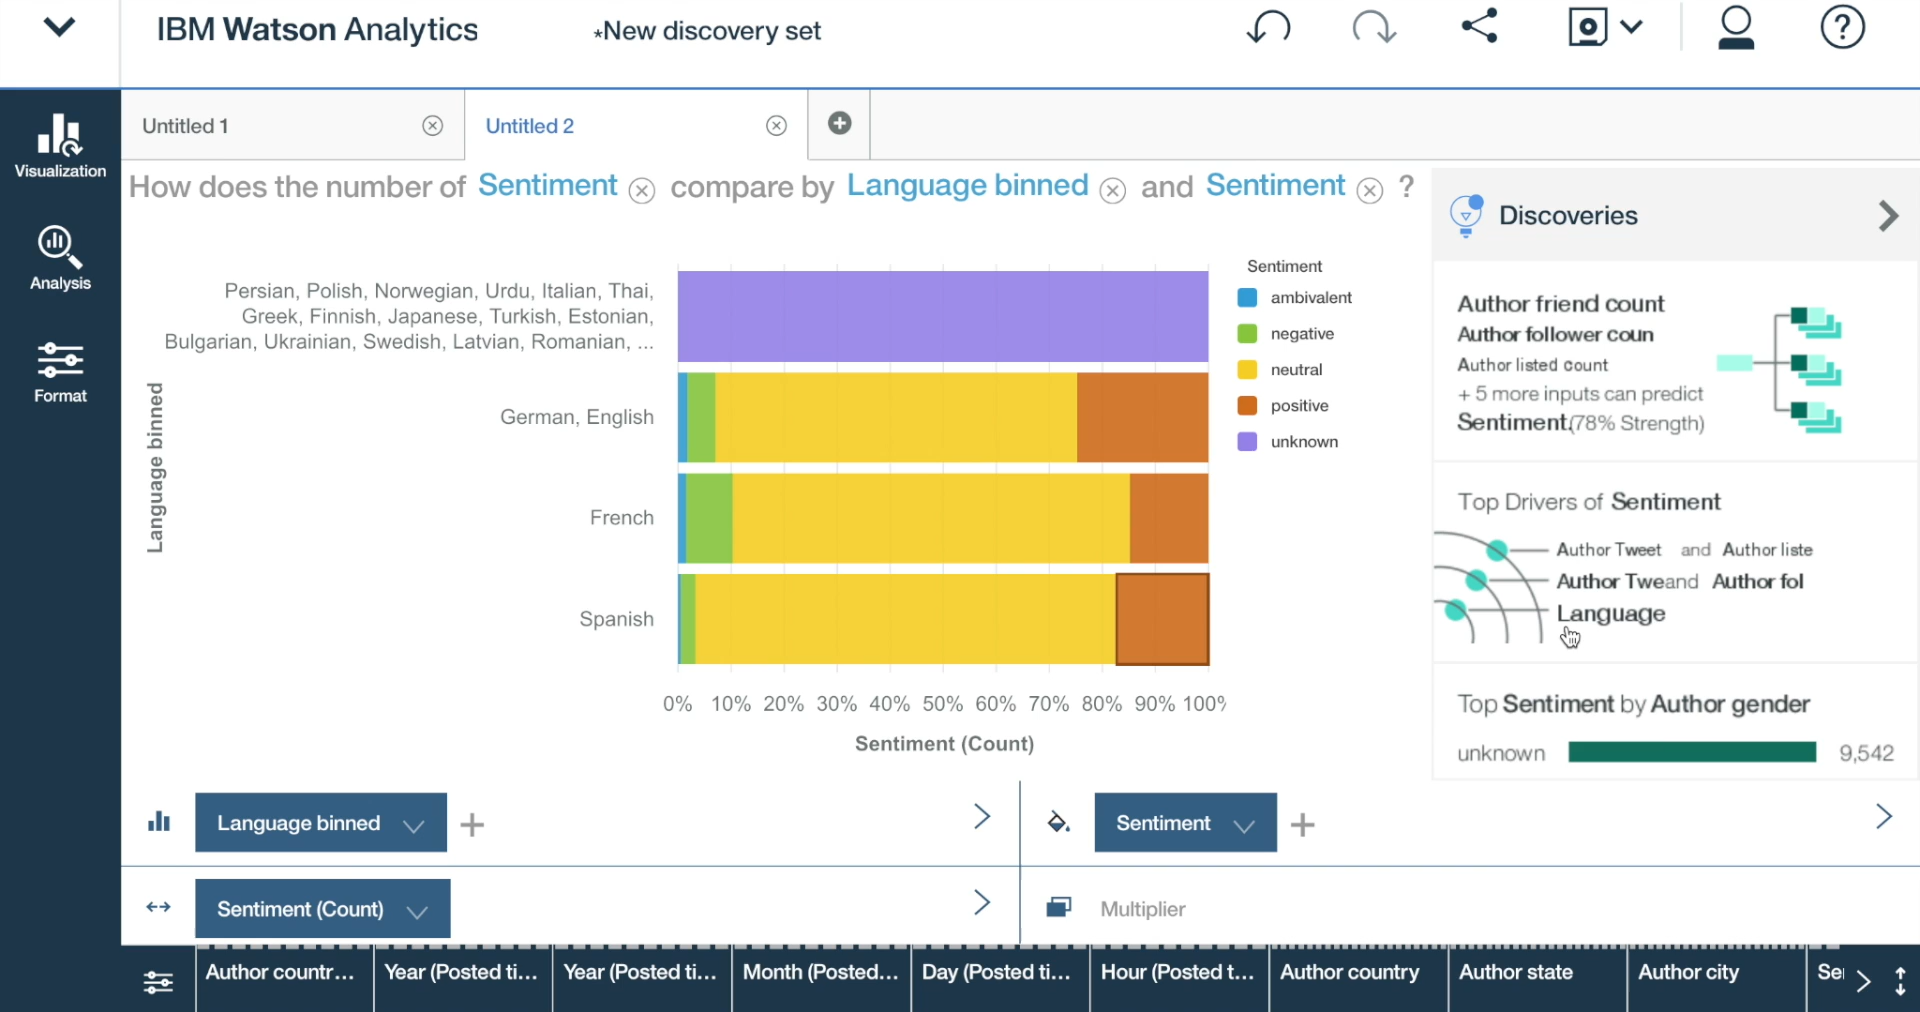 IBM Watson Analytics
*New discovery set
Visualization
Analysis
Format
Untitled 1
Untitled 2
How does the number of Sentiment compare by Language binned and Sentiment ?
Language binned
Persian, Polish, Norwegian, Urdu, Italian, Thai,
Greek, Finnish, Japanese, Turkish, Estonian,
Bulgarian, Ukrainian, Swedish, Latvian, Romanian, ...
German, English
French
Spanish
0% 10% 20% 30% 40% 50% 60% 70% 80% 90% 100%
Sentiment (Count)
Sentiment
ambivalent
negative
neutral
positive
unknown
Discoveries
Author friend count
Author follower coun
Author listed count
+ 5 more inputs can predict
Sentiment.(78% Strength)
Top Drivers of Sentiment
Author Tweet and Author liste
Author Tweand Author fol
Language
Top Sentiment by Author gender
unknown 9,542
Language binned
Sentiment
Sentiment (Count)
Multiplier
Author countr... Year (Posted ti... Year (Posted ti... Month (Posted... Day (Posted ti... Hour (Posted t... Author country Author state Author city Se